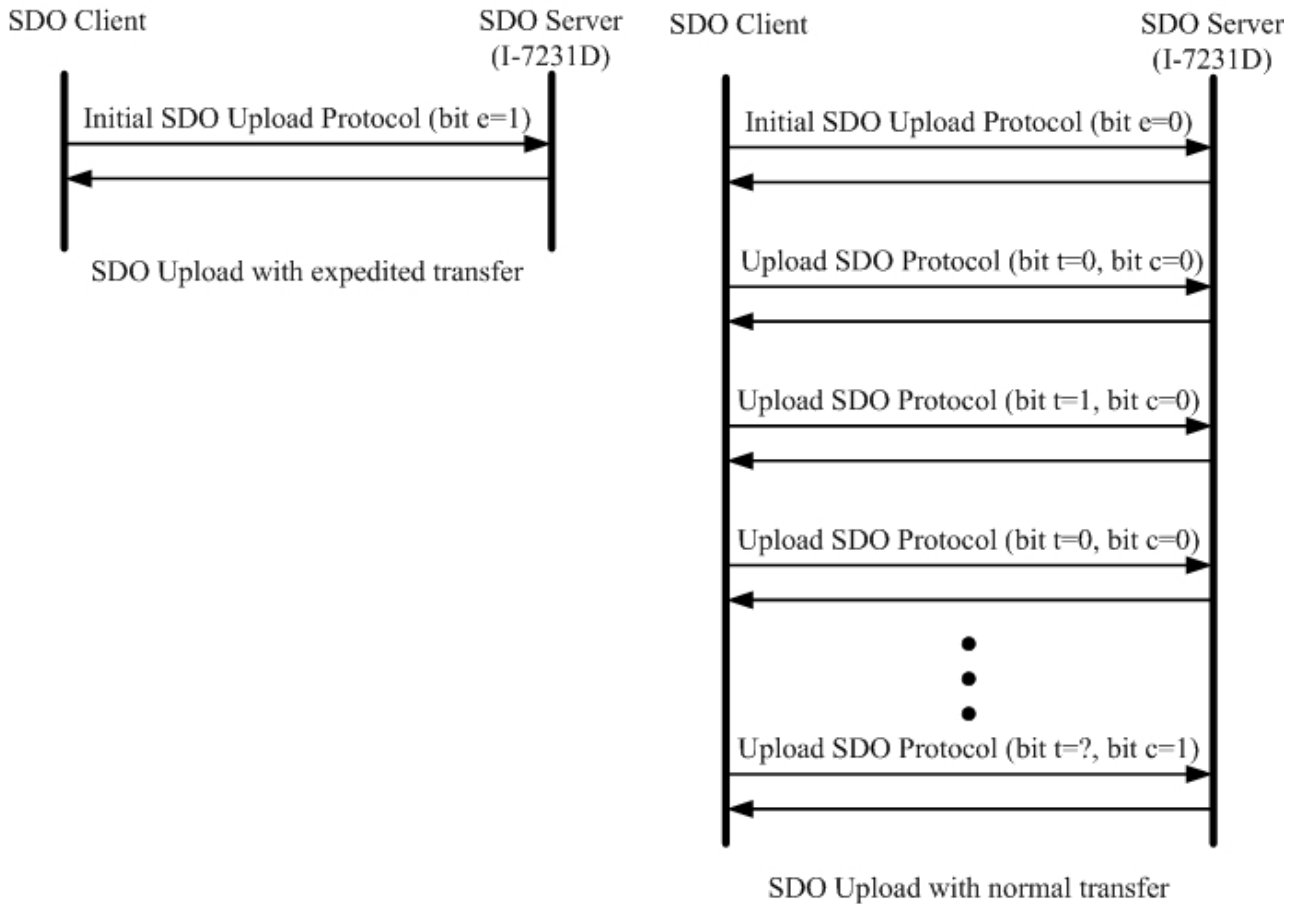 SDO Client
SDO Server
(I-7231D)
Initial SDO Upload Protocol (bit e=1)
SDO Upload with expedited transfer
SDO Client
SDO Server
(I-7231D)
Initial SDO Upload Protocol (bit e=0)
Upload SDO Protocol (bit t=0, bit c=0)
Upload SDO Protocol (bit t=1, bit c=0)
Upload SDO Protocol (bit t=0, bit c=0)
Upload SDO Protocol (bit t=?, bit c=1)
SDO Upload with normal transfer